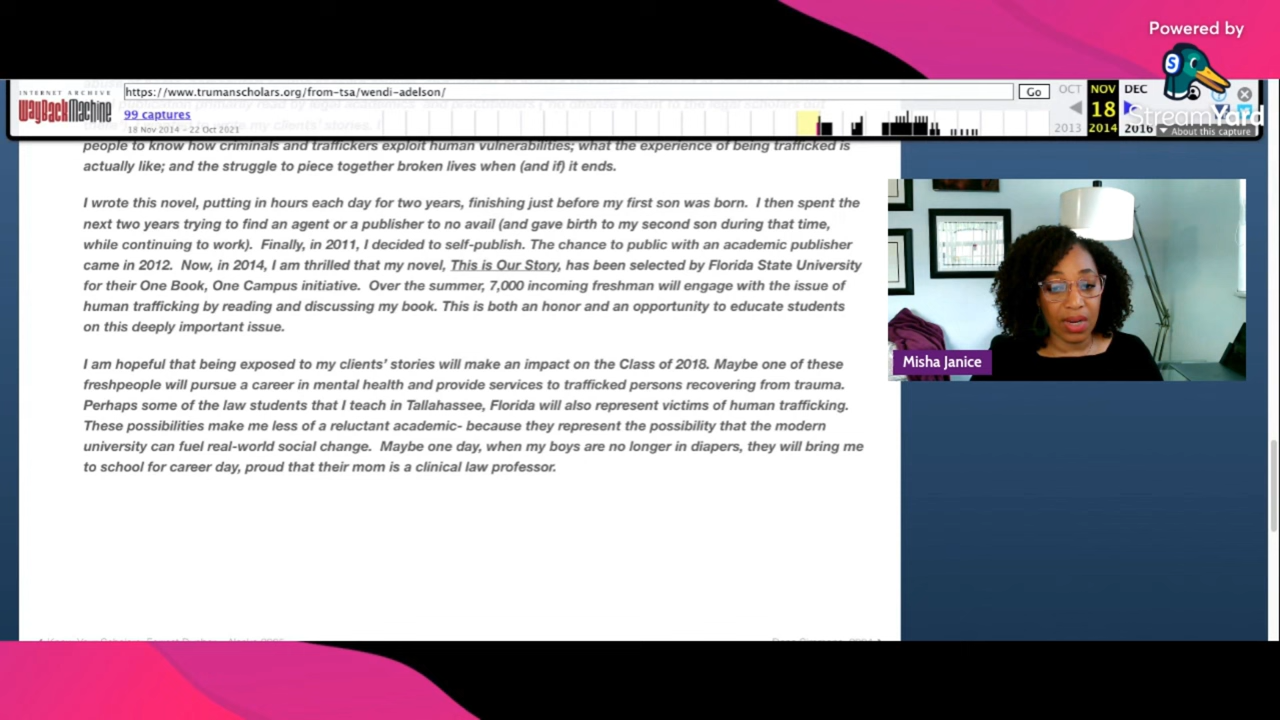 Powered by
StreamYard
INTERNET ARCHIVE
WayBackMachine
https://www.trumanscholars.org/from-tsa/wendi-adelson/
Go
OCT
NOV
DEC
99 captures
18
18 Nov 2014 – 22 Oct 2021
2013
2014
2016
About this capture
people to know how criminals and traffickers exploit human vulnerabilities; what the experience of being trafficked is
actually like; and the struggle to piece together broken lives when (and if) it ends.
I wrote this novel, putting in hours each day for two years, finishing just before my first son was born. I then spent the
next two years trying to find an agent or a publisher to no avail (and gave birth to my second son during that time,
while continuing to work). Finally, in 2011, I decided to self-publish. The chance to public with an academic publisher
came in 2012. Now, in 2014, I am thrilled that my novel, This is Our Story, has been selected by Florida State University
for their One Book, One Campus initiative. Over the summer, 7,000 incoming freshman will engage with the issue of
human trafficking by reading and discussing my book. This is both an honor and an opportunity to educate students
on this deeply important issue.
I am hopeful that being exposed to my clients' stories will make an impact on the Class of 2018. Maybe one of these
freshpeople will pursue a career in mental health and provide services to trafficked persons recovering from trauma.
Perhaps some of the law students that I teach in Tallahassee, Florida will also represent victims of human trafficking.
These possibilities make me less of a reluctant academic- because they represent the possibility that the modern
university can fuel real-world social change. Maybe one day, when my boys are no longer in diapers, they will bring me
to school for career day, proud that their mom is a clinical law professor.
Misha Janice